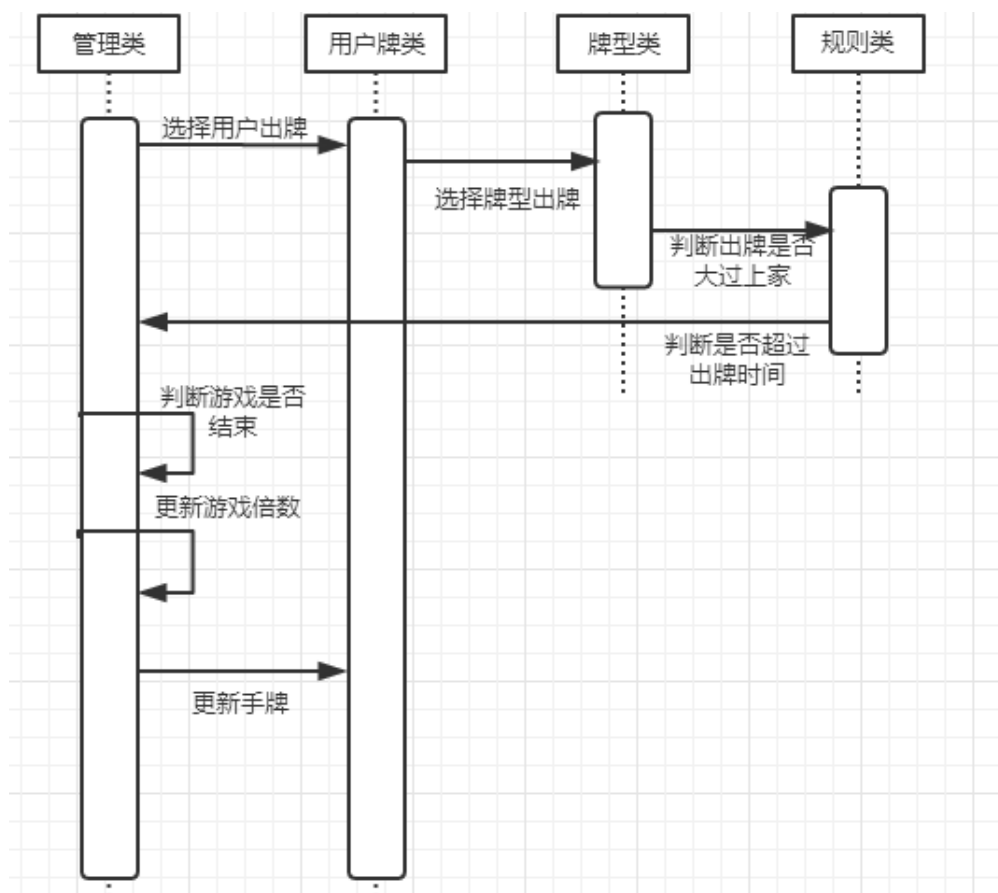 管理类
用户牌类
牌型类
规则类
选择用户出牌
选择牌型出牌
判断出牌是否
大过上家
判断是否超过
出牌时间
判断游戏是否
结束
更新游戏倍数
更新手牌